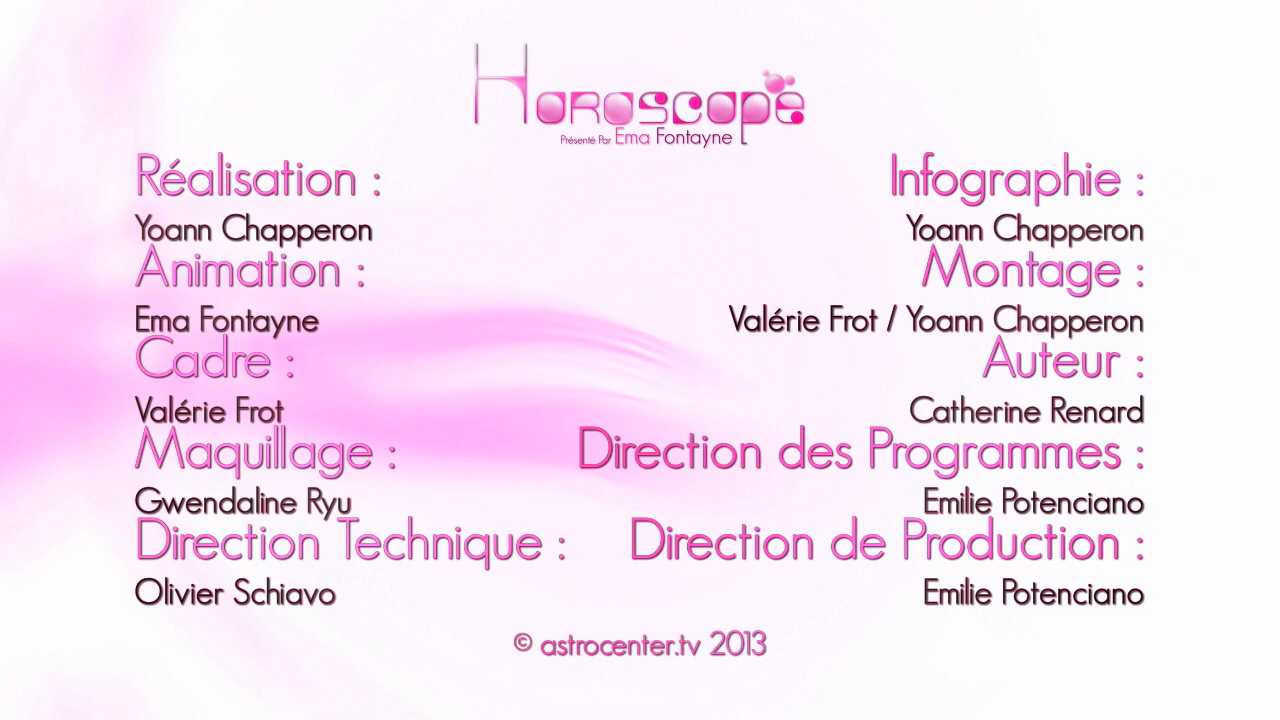 Horoscope
Présenté Par Ema Fontayne
Réalisation :
Yoann Chapperon
Animation :
Ema Fontayne
Cadre :
Valérie Frot
Maquillage :
Gwendaline Ryu
Direction Technique :
Olivier Schiavo
Infographie :
Yoann Chapperon
Montage :
Valérie Frot / Yoann Chapperon
Auteur :
Catherine Renard
Direction des Programmes :
Emilie Potenciano
Direction de Production :
Emilie Potenciano
© astrocenter.tv 2013